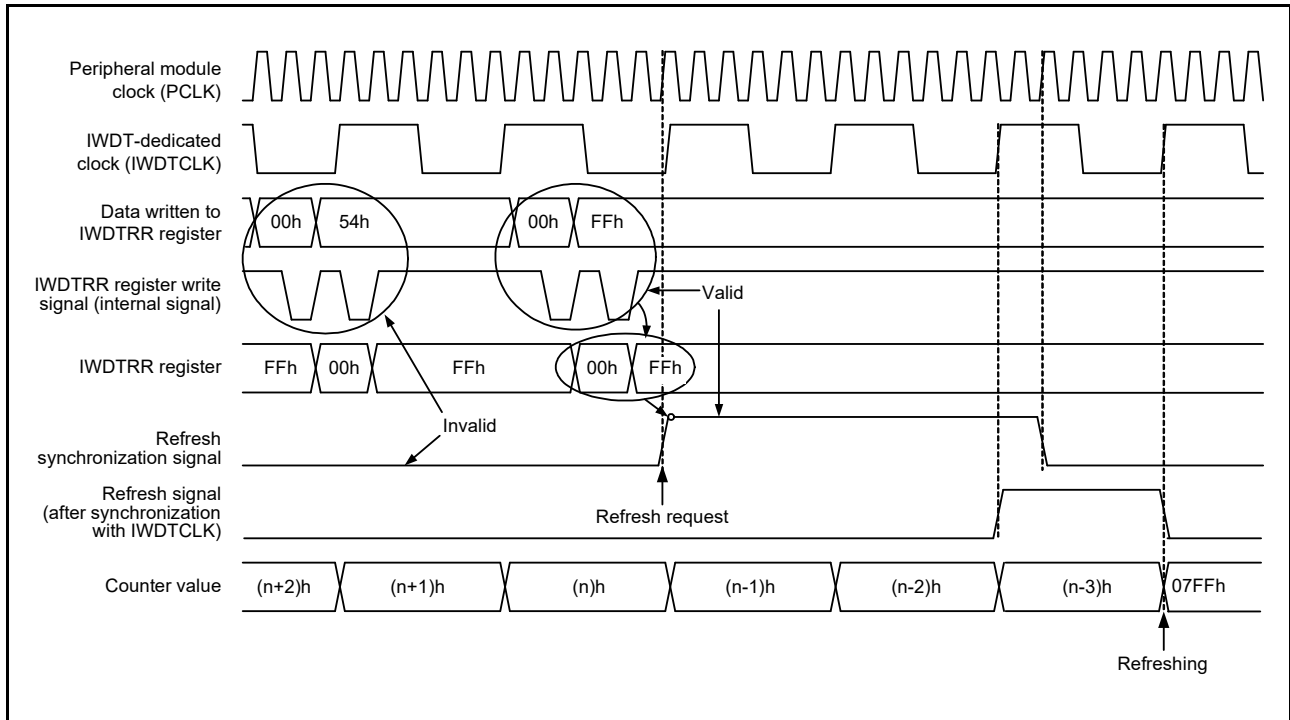 Peripheral module
clock (PCLK)
IWDT-dedicated
clock (IWDTCLK)
Data written to
IWDTRR register
00h 54h 00h FFh
IWDTRR register write
signal (internal signal)
Valid
IWDTRR register
FFh 00h FFh 00h FFh
Invalid
Refresh
synchronization signal
Refresh request
Refresh signal
(after synchronization
with IWDTCLK)
Counter value
(n+2)h (n+1)h (n)h (n-1)h (n-2)h (n-3)h 07FFh
Refreshing